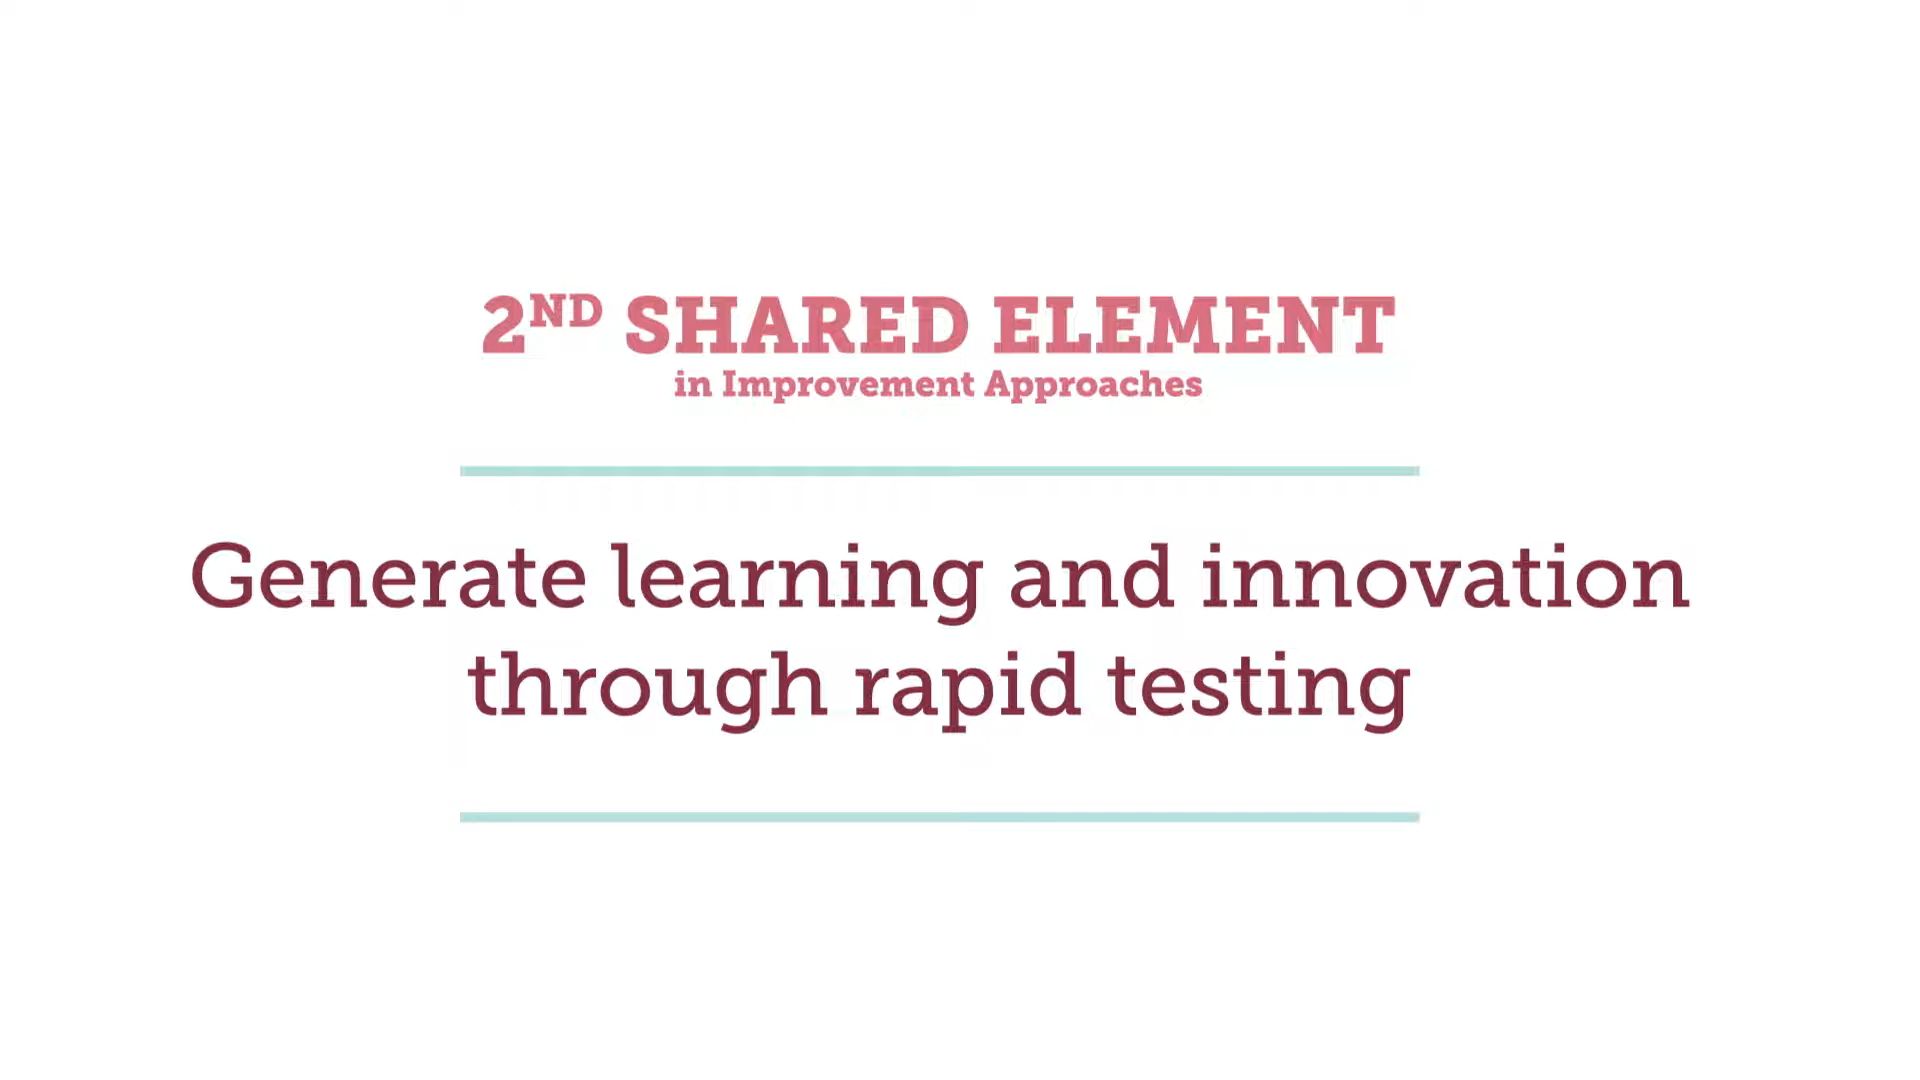 2ND SHARED ELEMENT
in Improvement Approaches
Generate learning and innovation
through rapid testing